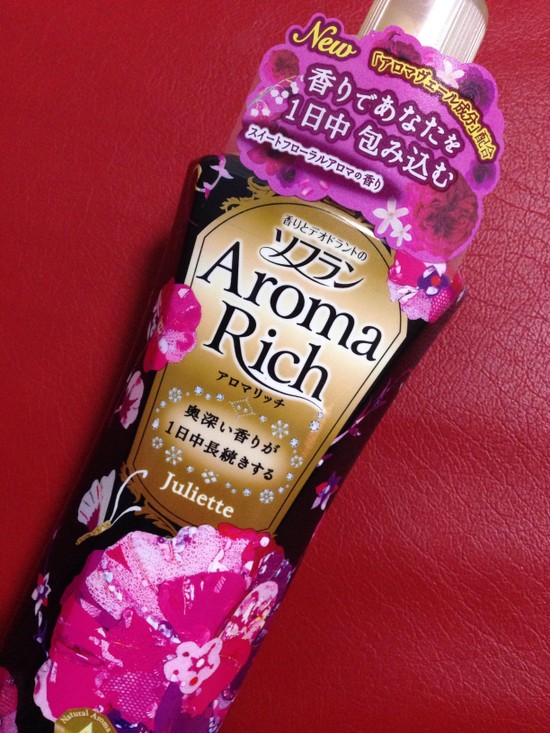 New
「アロマヴェール成分」配合
香りであなたを
1日中 包み込む
スイートフローラルアロマの香り
香りとデオドラントの
ソフラン
Aroma
Rich
アロマリッチ
奥深い香りが
1日中長続きする
Juliette
Natural Aroma